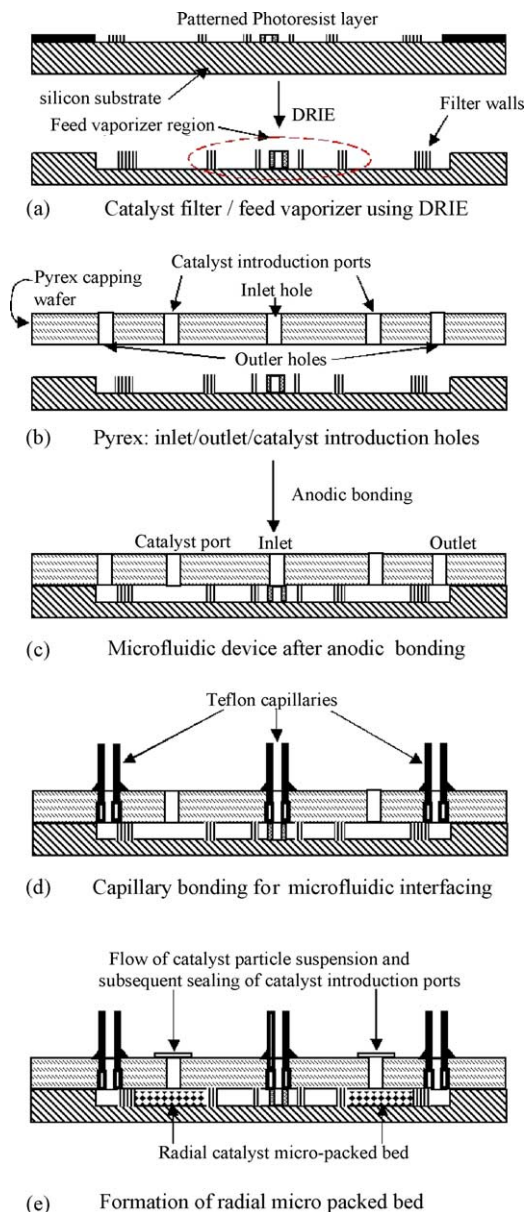 Patterned Photoresist layer
silicon substrate
DRIE
Feed vaporizer region
Filter walls
(a) Catalyst filter / feed vaporizer using DRIE
Catalyst introduction ports
Pyrex capping
wafer
Inlet hole
Outler holes
(b) Pyrex: inlet/outlet/catalyst introduction holes
Anodic bonding
Catalyst port Inlet Outlet
(c) Microfluidic device after anodic bonding
Teflon capillaries
(d) Capillary bonding for microfluidic interfacing
Flow of catalyst particle suspension and
subsequent sealing of catalyst introduction ports
Radial catalyst micro-packed bed
(e) Formation of radial micro packed bed